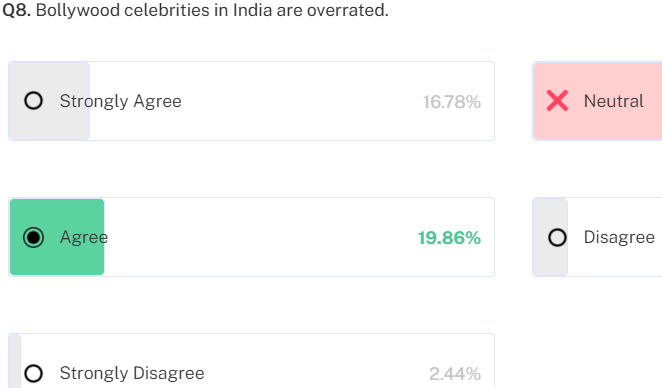 Q8. Bollywood celebrities in India are overrated.
Strongly Agree 16.78%
Neutral
Agree 19.86%
Disagree
Strongly Disagree 2.44%